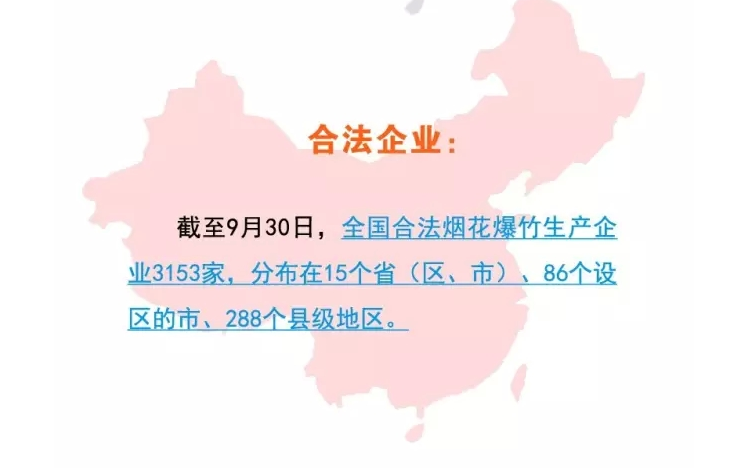 合法企业：
截至9月30日，全国合法烟花爆竹生产企
业3153家，分布在15个省（区、市）、86个设
区的市、288个县级地区。